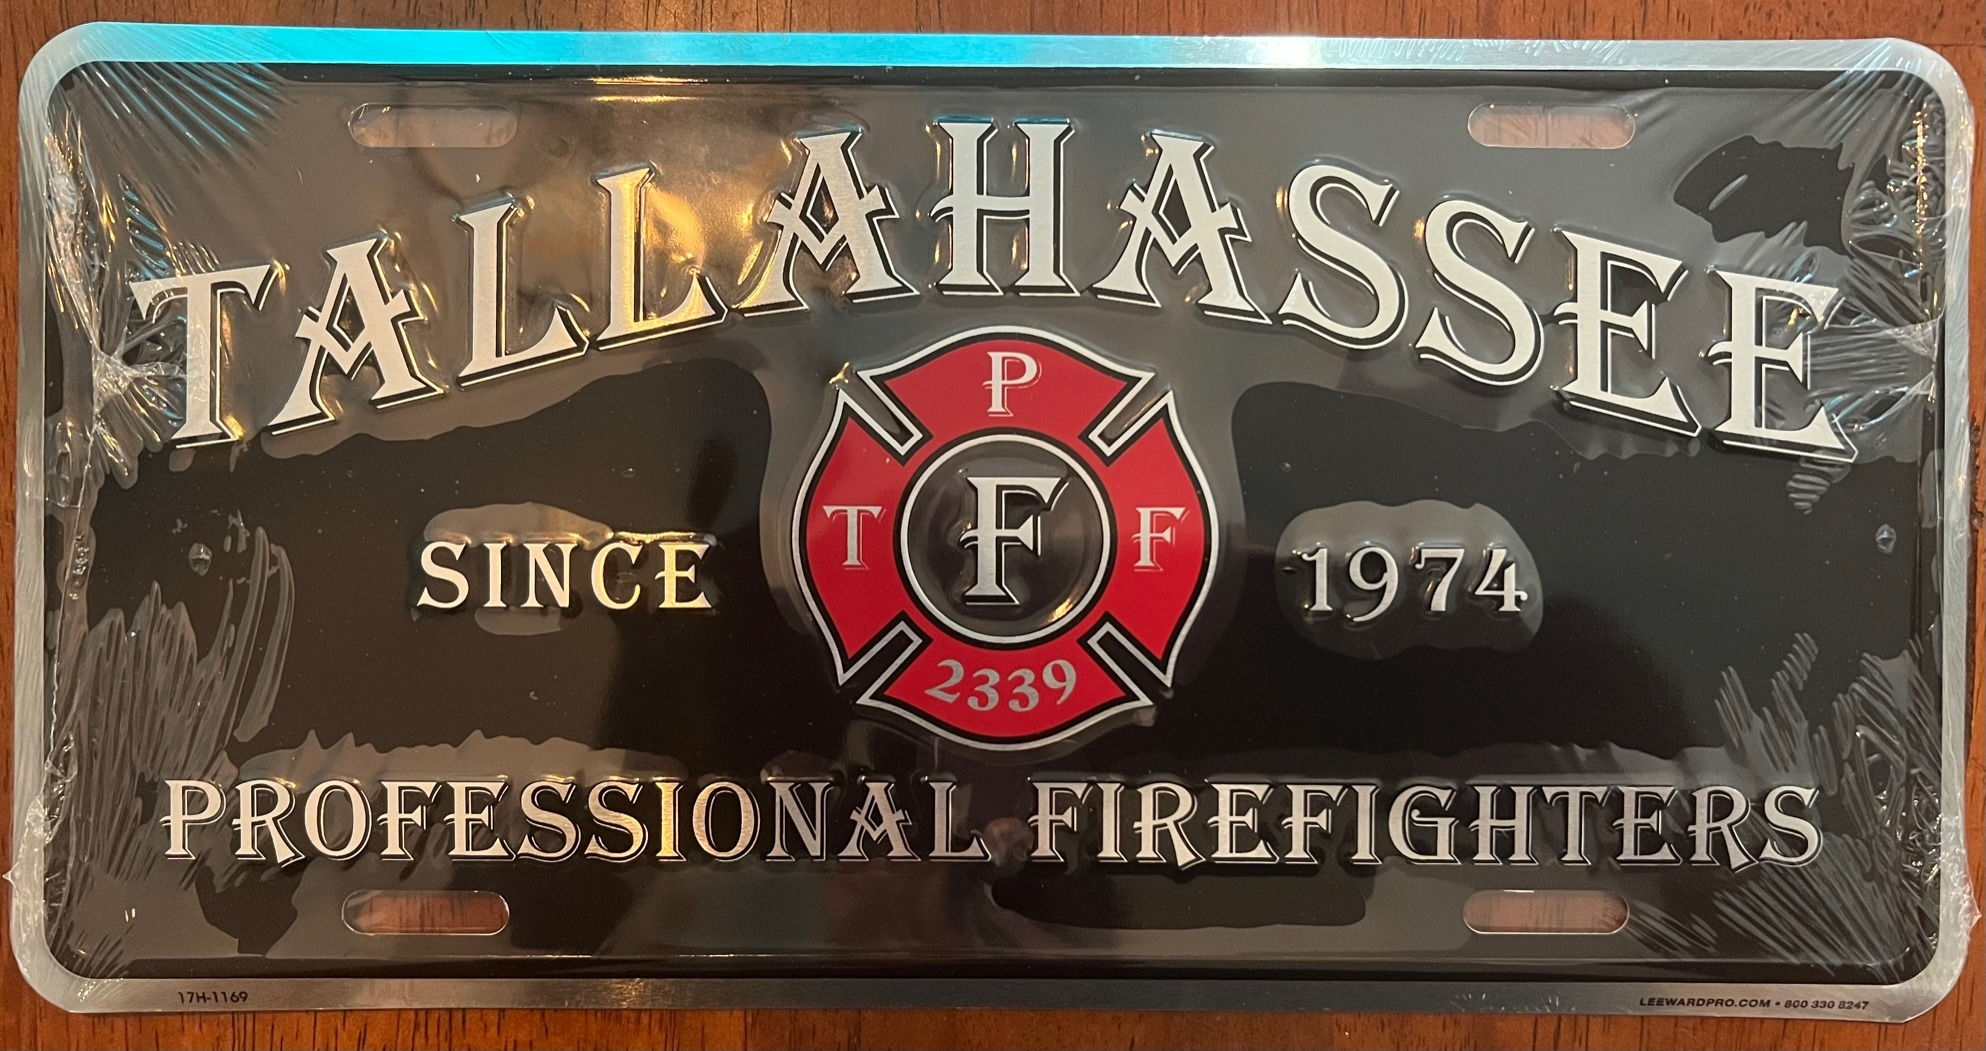 TALLAHASSEE
P
T F F
2339
SINCE 1974
PROFESSIONAL FIREFIGHTERS
17H-1169
LEEWARDPRO.COM • 800 330 8247